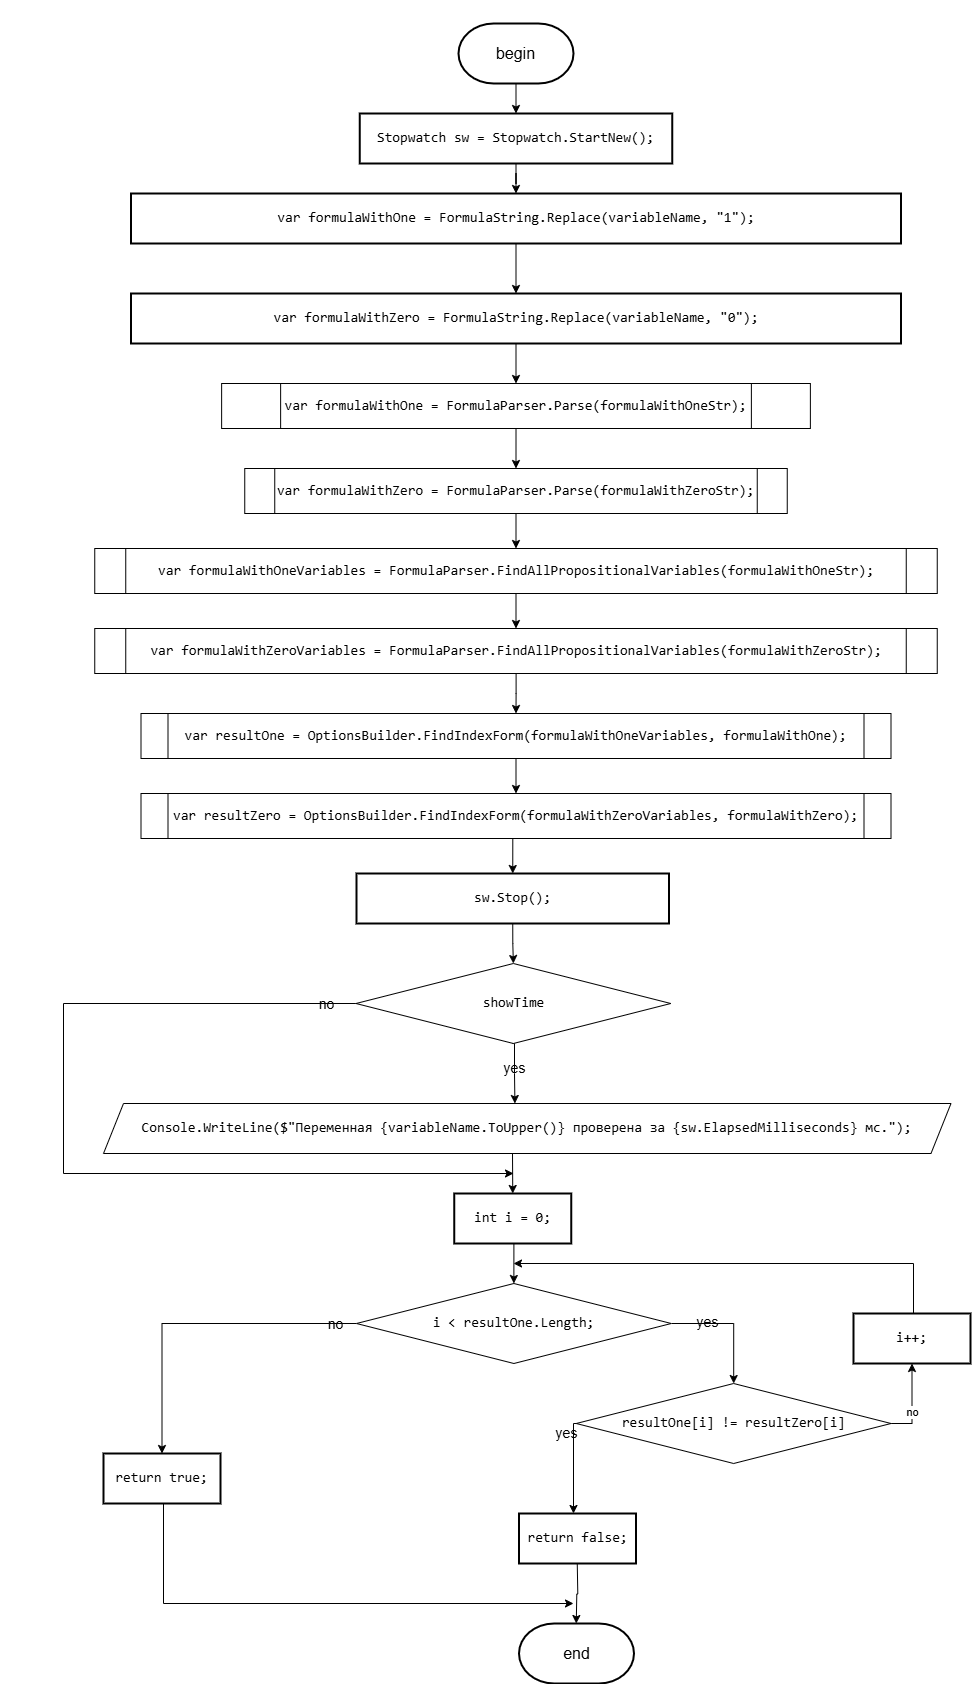 begin
Stopwatch sw = Stopwatch.StartNew();
var formulaWithOne = FormulaString.Replace(variableName, "1");
var formulaWithZero = FormulaString.Replace(variableName, "0");
var formulaWithOne = FormulaParser.Parse(formulaWithOneStr);
var formulaWithZero = FormulaParser.Parse(formulaWithZeroStr);
var formulaWithOneVariables = FormulaParser.FindAllPropositionalVariables(formulaWithOneStr);
var formulaWithZeroVariables = FormulaParser.FindAllPropositionalVariables(formulaWithZeroStr);
var resultOne = OptionsBuilder.FindIndexForm(formulaWithOneVariables, formulaWithOne);
var resultZero = OptionsBuilder.FindIndexForm(formulaWithZeroVariables, formulaWithZero);
sw.Stop();
showTime
no
yes
Console.WriteLine($"Переменная {variableName.ToUpper()} проверена за {sw.ElapsedMilliseconds} мс.");
int i = 0;
i < resultOne.Length;
no
yes
i++;
resultOne[i] != resultZero[i]
no
yes
return true;
return false;
end